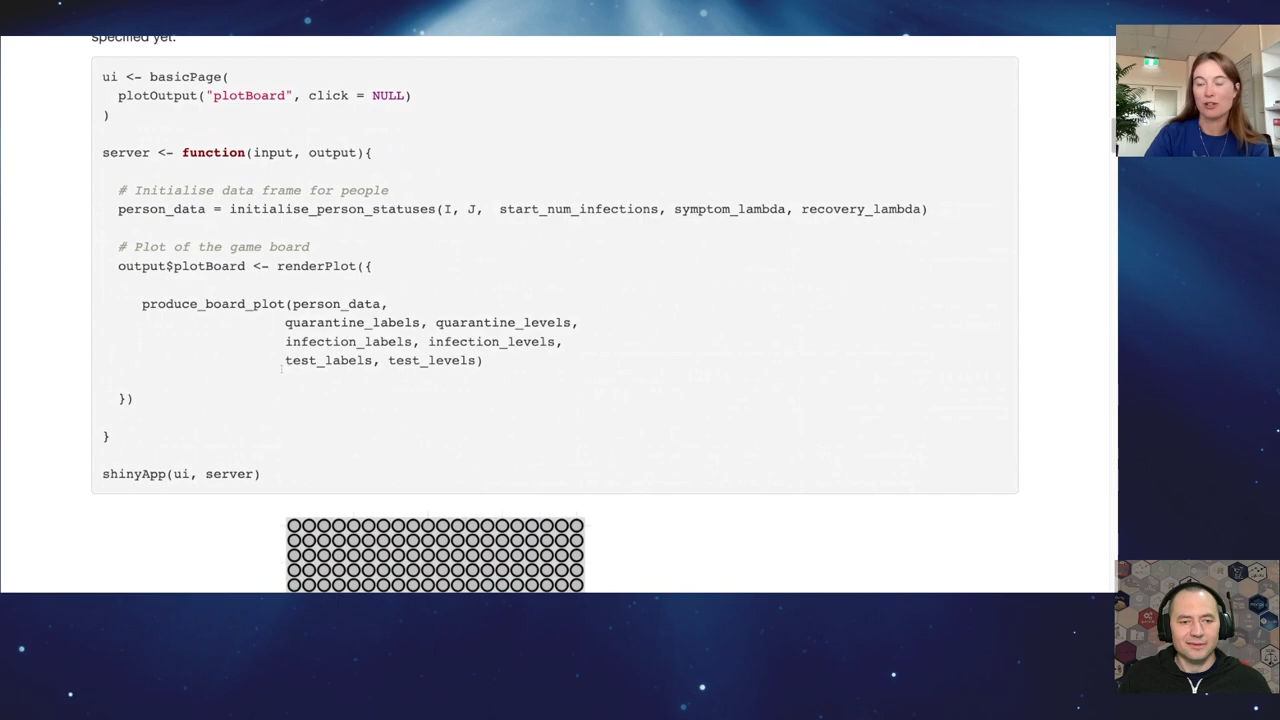 specified yet.
ui <- basicPage(
plotOutput("plotBoard", click = NULL)
)
server <- function(input, output){
# Initialise data frame for people
person_data = initialise_person_statuses(I, J,  start_num_infections, symptom_lambda, recovery_lambda)
# Plot of the game board
output$plotBoard <- renderPlot({
produce_board_plot(person_data,
quarantine_labels, quarantine_levels,
infection_labels, infection_levels,
test_labels, test_levels)
})
}
shinyApp(ui, server)